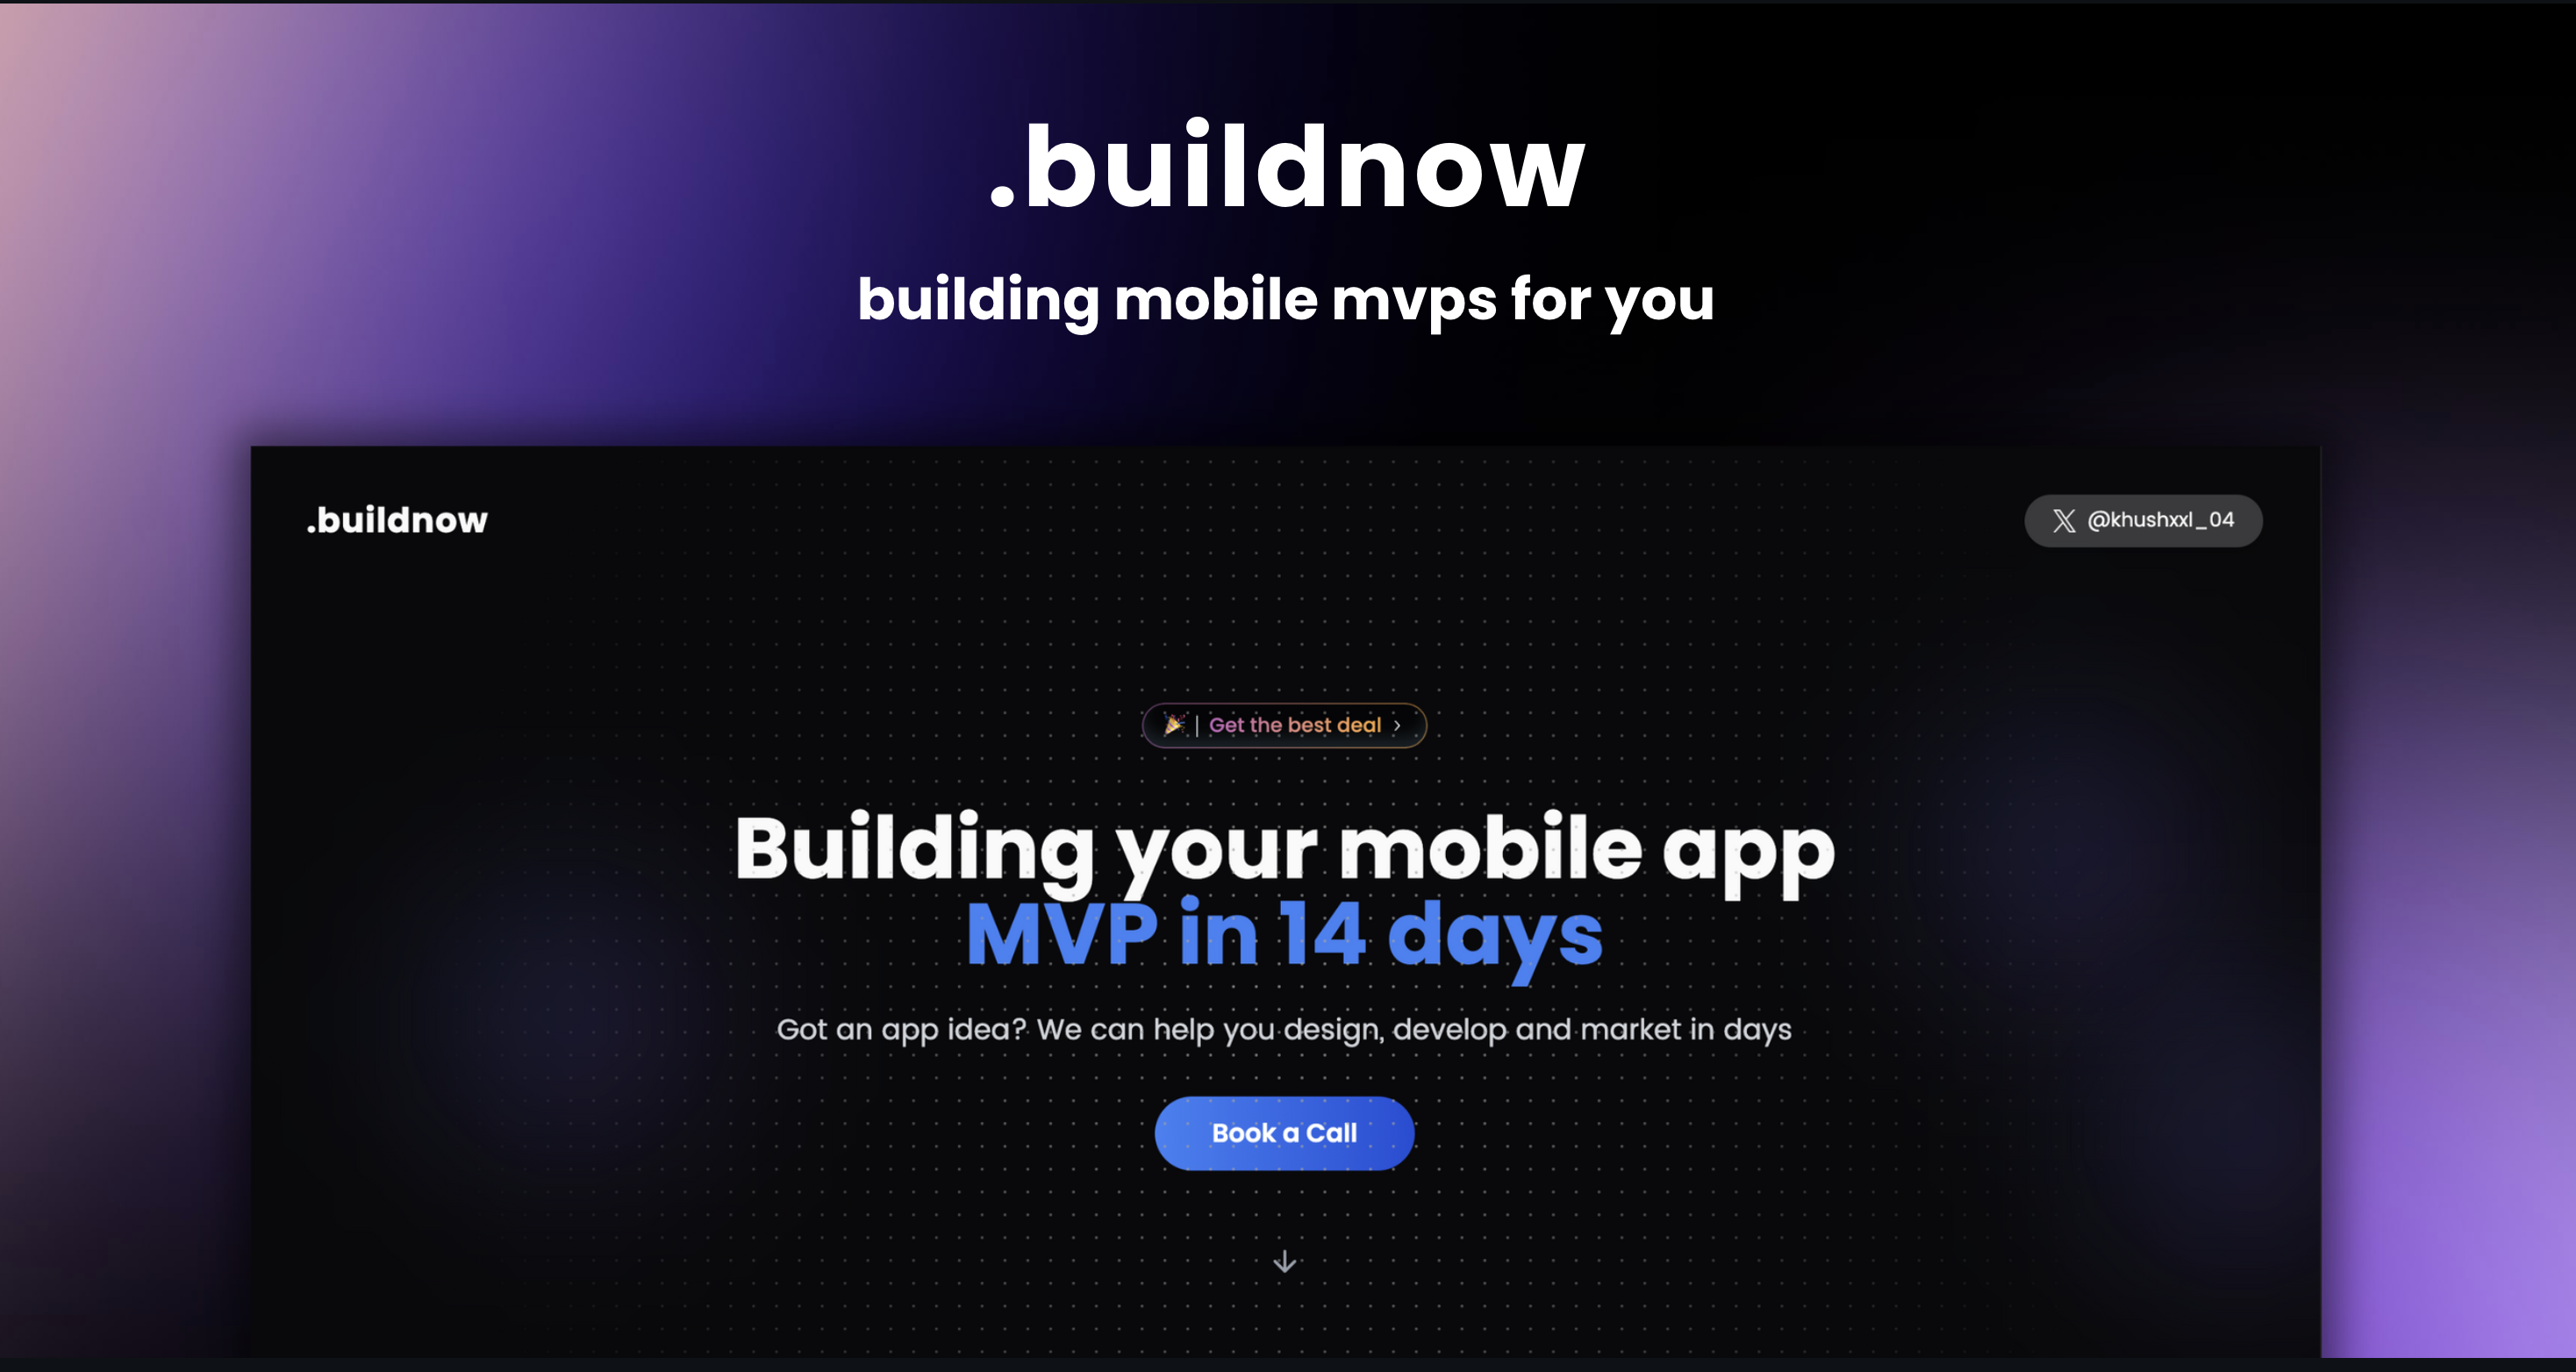 .buildnow
building mobile mvps for you
.buildnow
@khushxxl_04
🎉 | Get the best deal >
Building your mobile app
MVP in 14 days
Got an app idea? We can help you design, develop and market in days
Book a Call